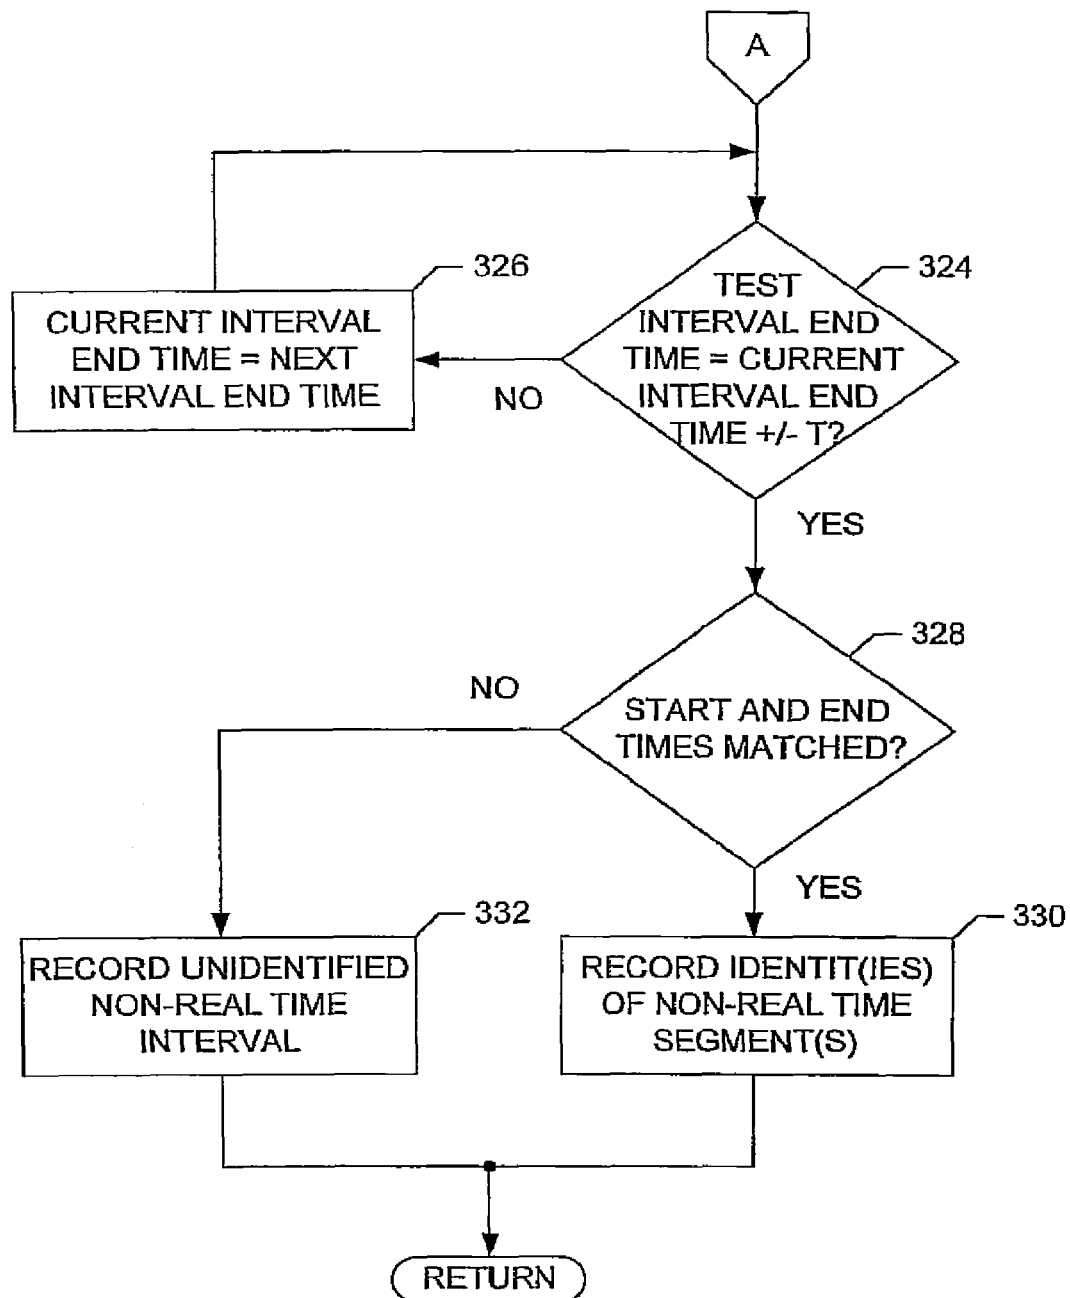 A
326
324
TEST
INTERVAL END
TIME = CURRENT
INTERVAL END
TIME +/- T?
CURRENT INTERVAL
END TIME = NEXT
INTERVAL END TIME
NO
YES
328
NO
START AND END
TIMES MATCHED?
YES
332
330
RECORD UNIDENTIFIED
NON-REAL TIME
INTERVAL
RECORD IDENTIT(IES)
OF NON-REAL TIME
SEGMENT(S)
RETURN